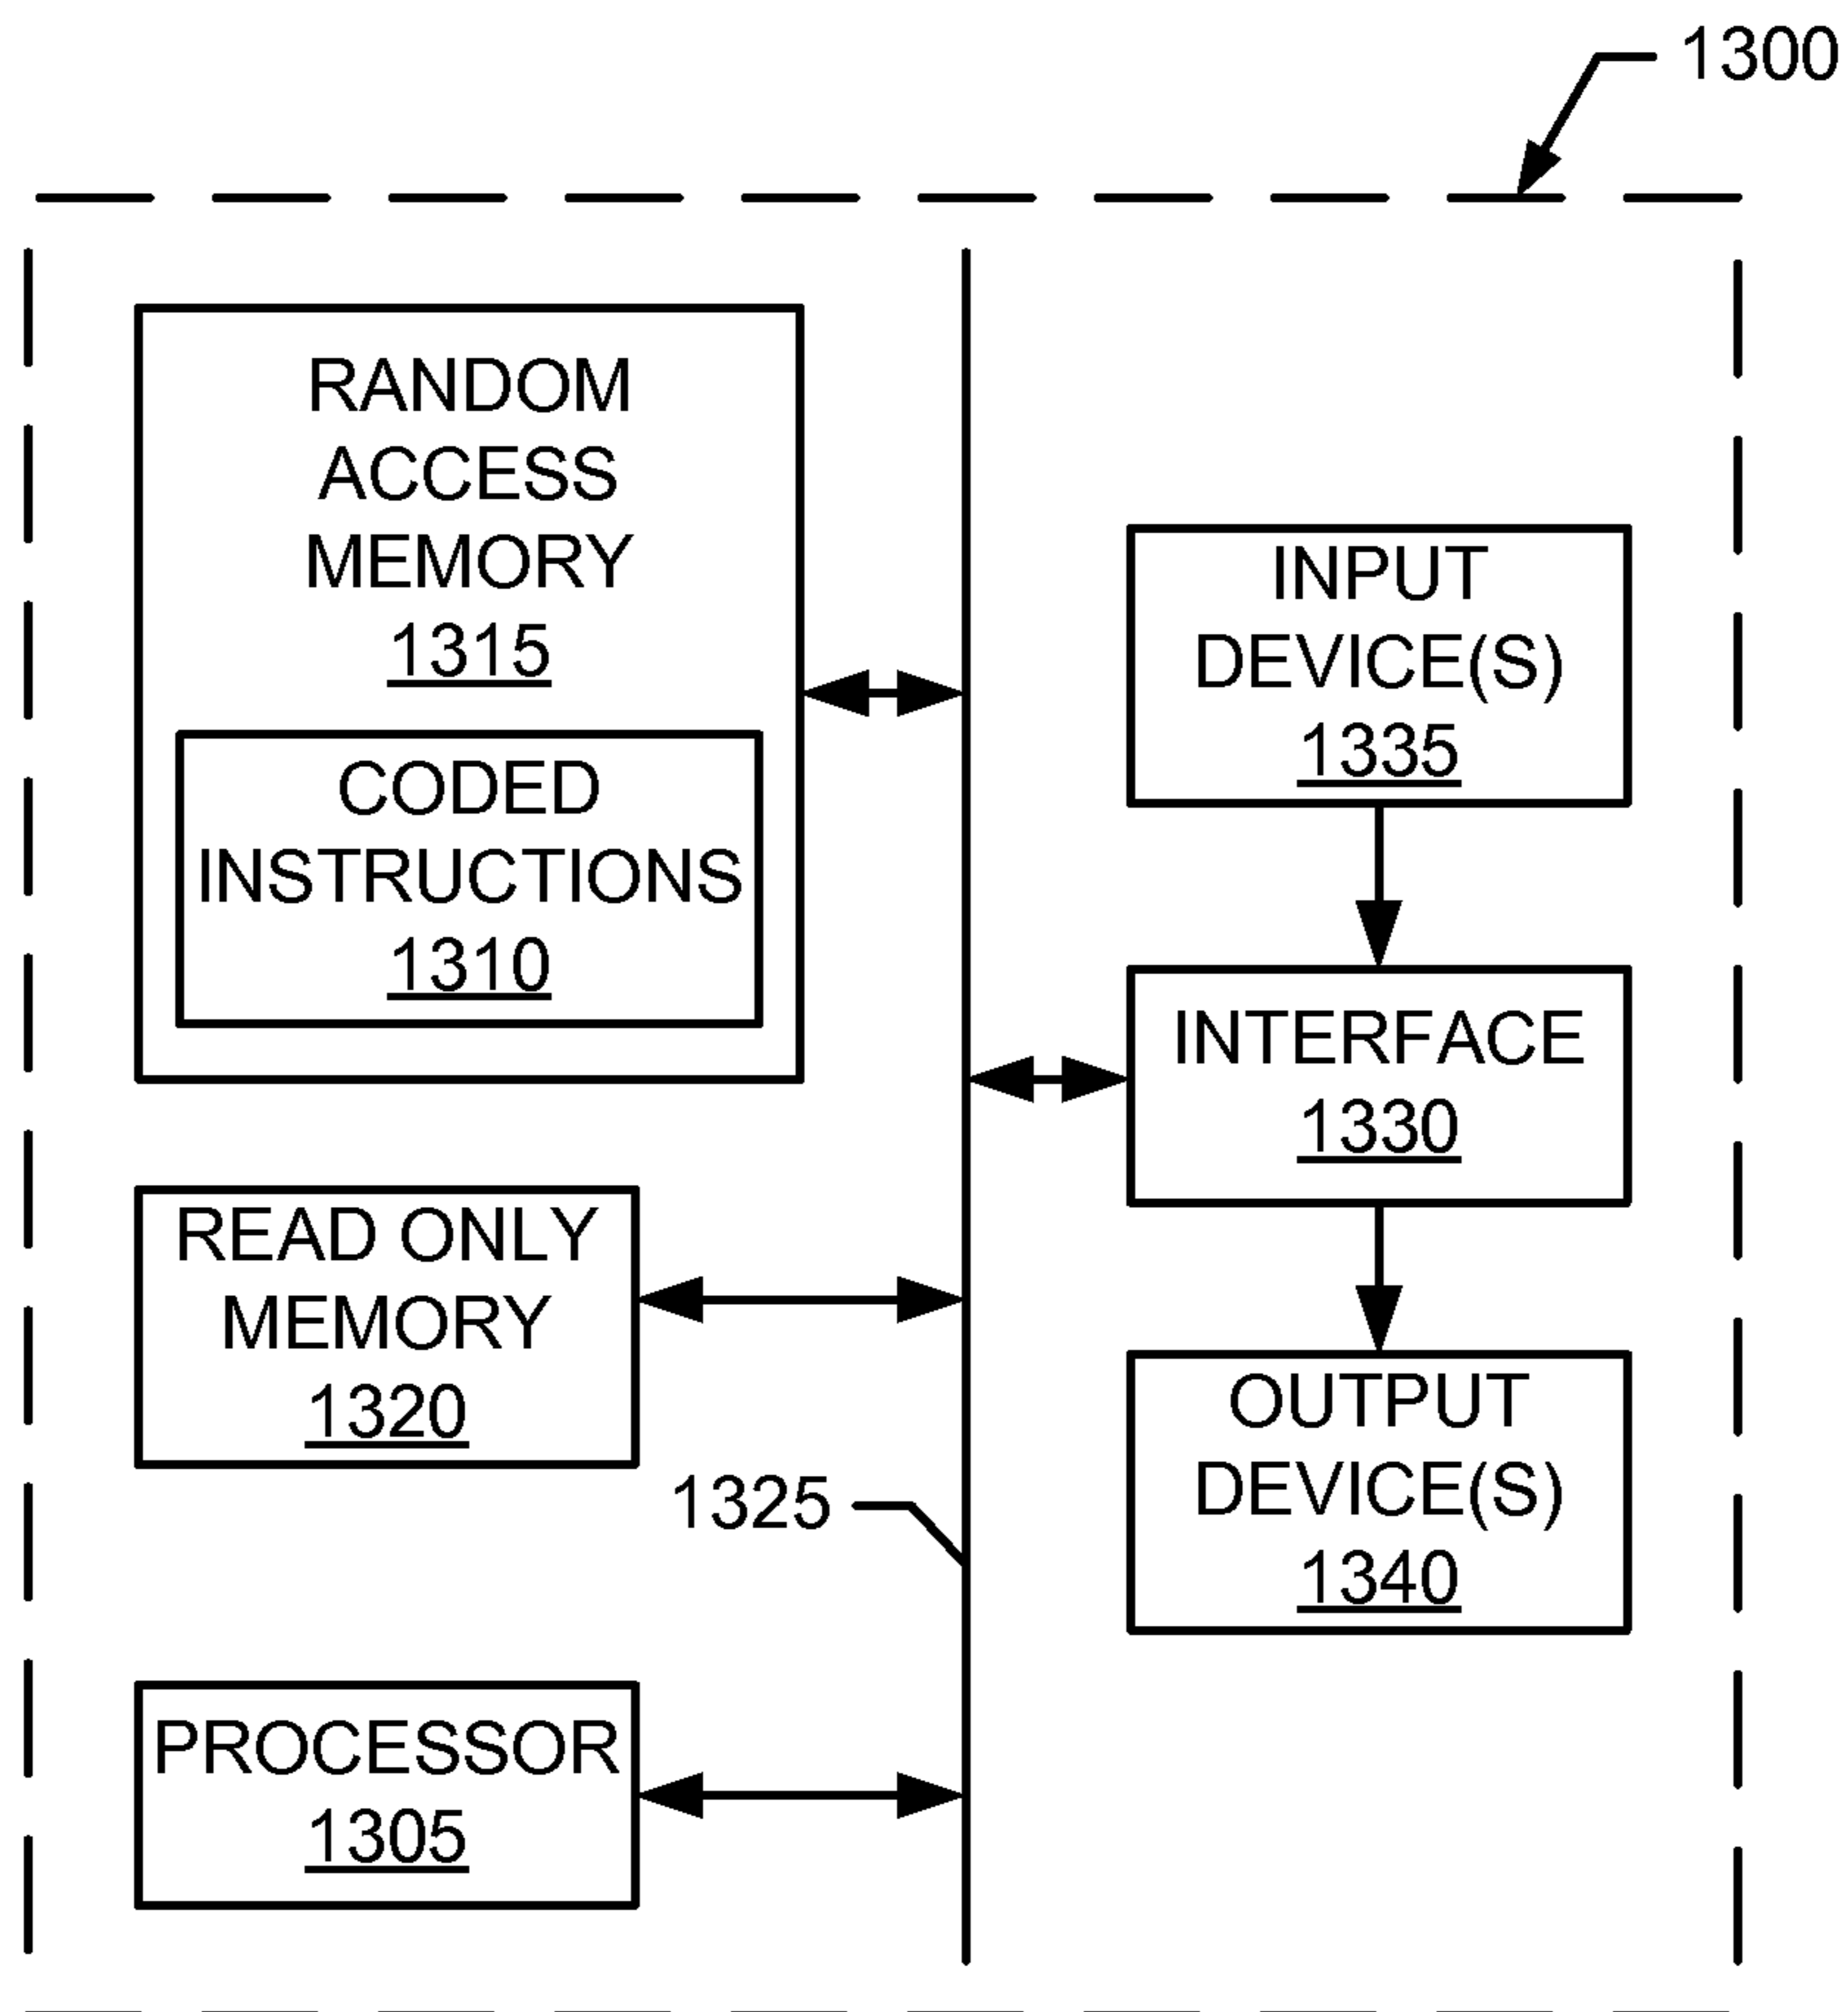 1300
RANDOM
ACCESS
MEMORY
1315
CODED
INSTRUCTIONS
1310
READ ONLY
MEMORY
1320
1325
PROCESSOR
1305
INPUT
DEVICE(S)
1335
INTERFACE
1330
OUTPUT
DEVICE(S)
1340